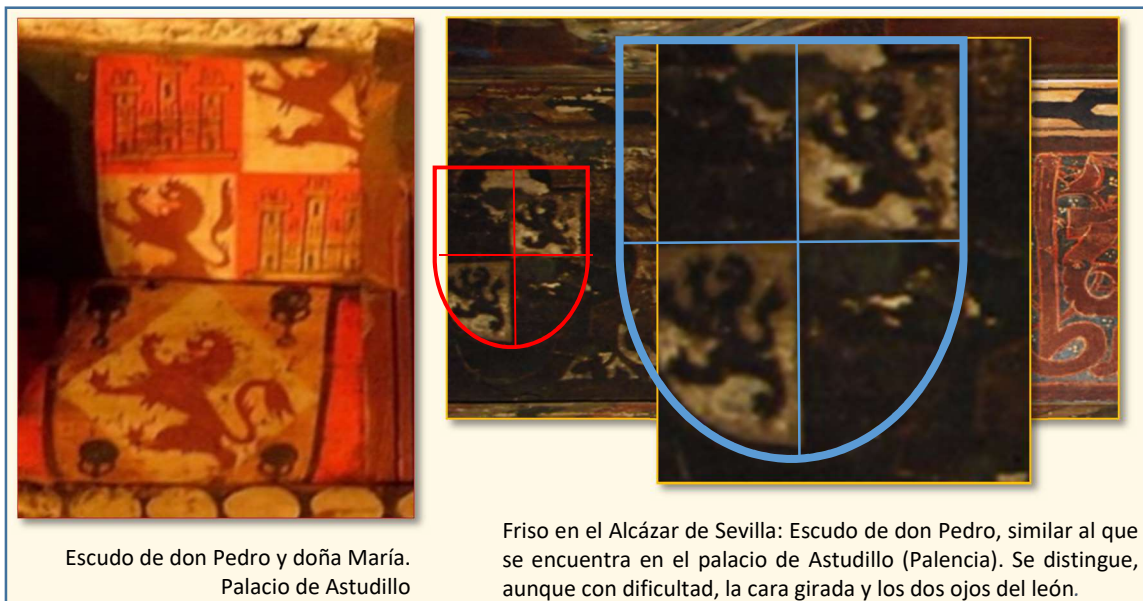 Escudo de don Pedro y doña María.
Palacio de Astudillo
Friso en el Alcázar de Sevilla: Escudo de don Pedro, similar al que
se encuentra en el palacio de Astudillo (Palencia). Se distingue,
aunque con dificultad, la cara girada y los dos ojos del león.